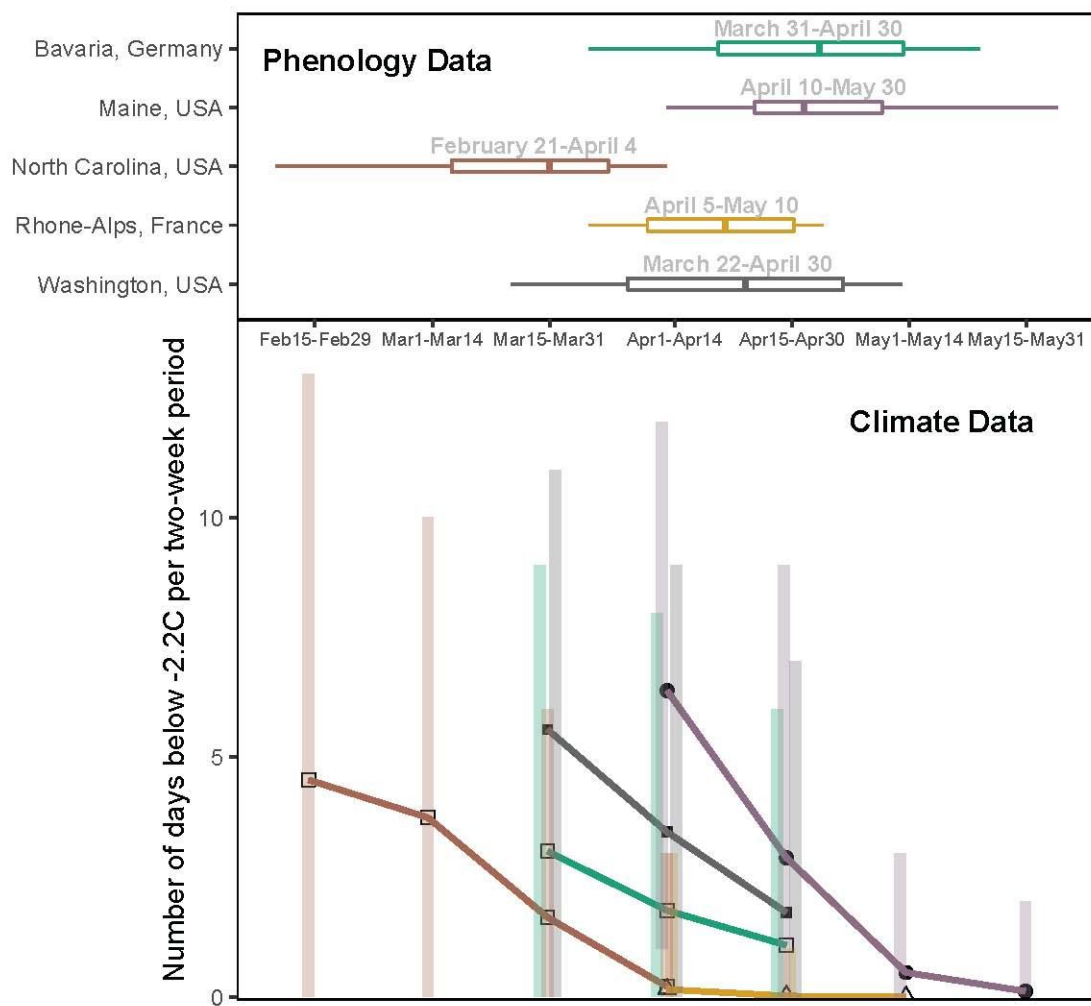 Bavaria, Germany
March 31-April 30
Phenology Data
Maine, USA
April 10-May 30
North Carolina, USA
February 21-April 4
Rhone-Alps, France
April 5-May 10
Washington, USA
March 22-April 30
Feb15-Feb29 Mar1-Mar14 Mar15-Mar31 Apr1-Apr14 Apr15-Apr30 May1-May14 May15-May31
Climate Data
Number of days below -2.2C per two-week period
10
5
0